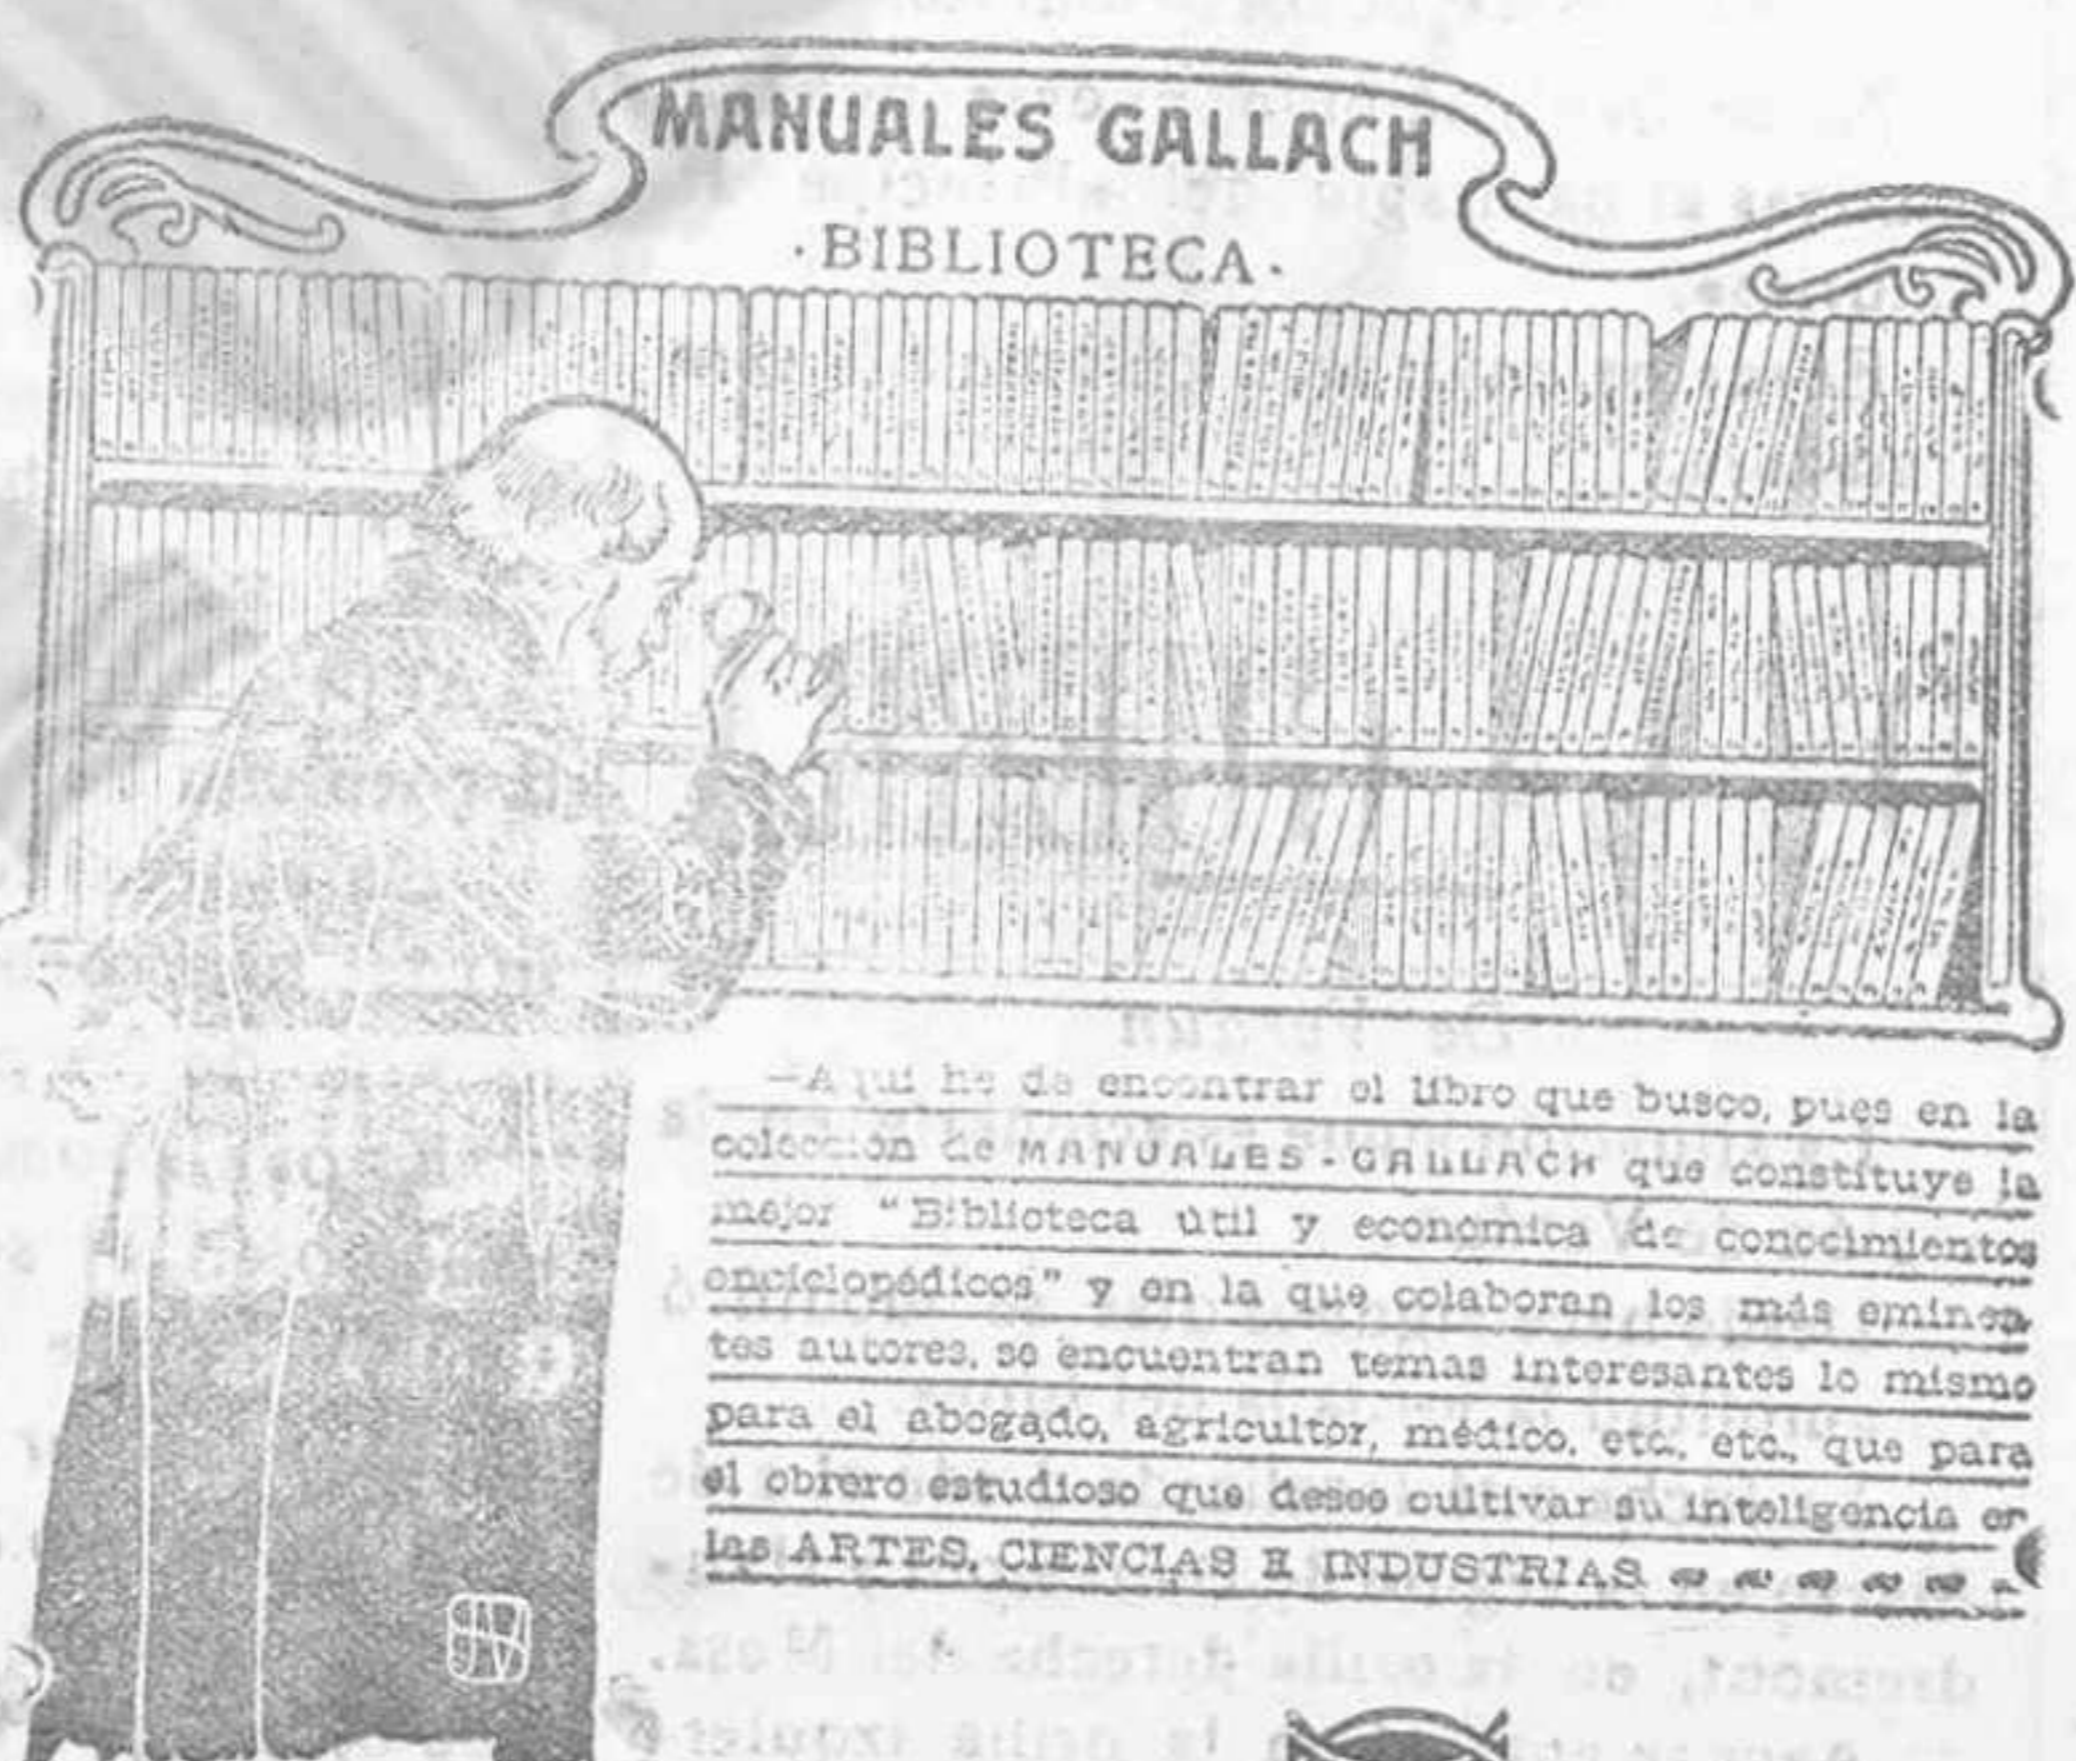 MANUALES GALLACH
·BIBLIOTECA·
—Aquí he de encontrar el libro que busco, pues en la
colección de MANUALES-GALLACH que constituye la
mejor "Biblioteca útil y económica de conocimientos
enciclopédicos" y en la que colaboran los más eminen-
tes autores, se encuentran temas interesantes lo mismo
para el abogado, agricultor, médico, etc., etc., que para
el obrero estudioso que desee cultivar su inteligencia en
las ARTES, CIENCIAS E INDUSTRIAS